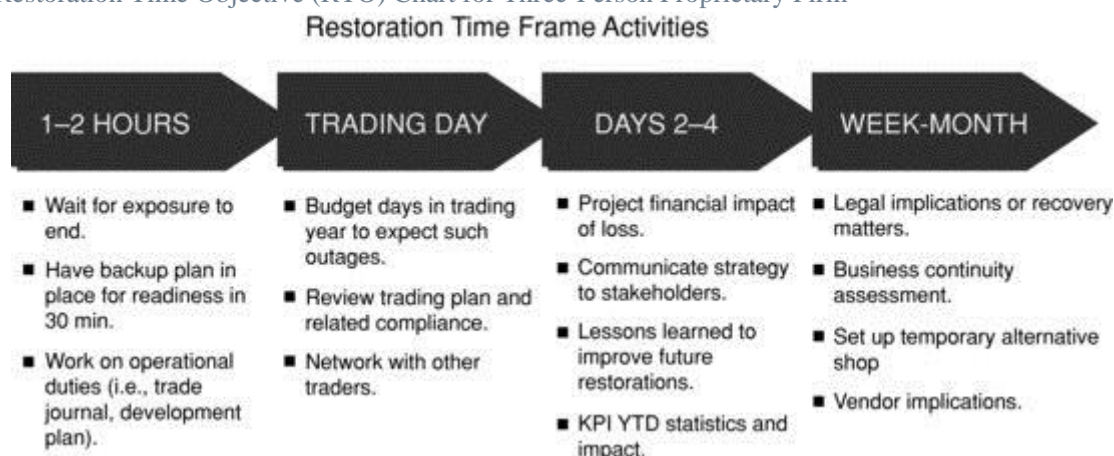 Restoration Time Objective (RTO) Chart for Three-Person Proprietary Firm
Restoration Time Frame Activities
1–2 HOURS
■ Wait for exposure to
end.
■ Have backup plan in
place for readiness in
30 min.
■ Work on operational
duties (i.e., trade
journal, development
plan).
TRADING DAY
■ Budget days in trading
year to expect such
outages.
■ Review trading plan and
related compliance.
■ Network with other
traders.
DAYS 2–4
■ Project financial impact
of loss.
■ Communicate strategy
to stakeholders.
■ Lessons learned to
improve future
restorations.
■ KPI YTD statistics and
impact.
WEEK-MONTH
■ Legal implications or recovery
matters.
■ Business continuity
assessment.
■ Set up temporary alternative
shop
■ Vendor implications.